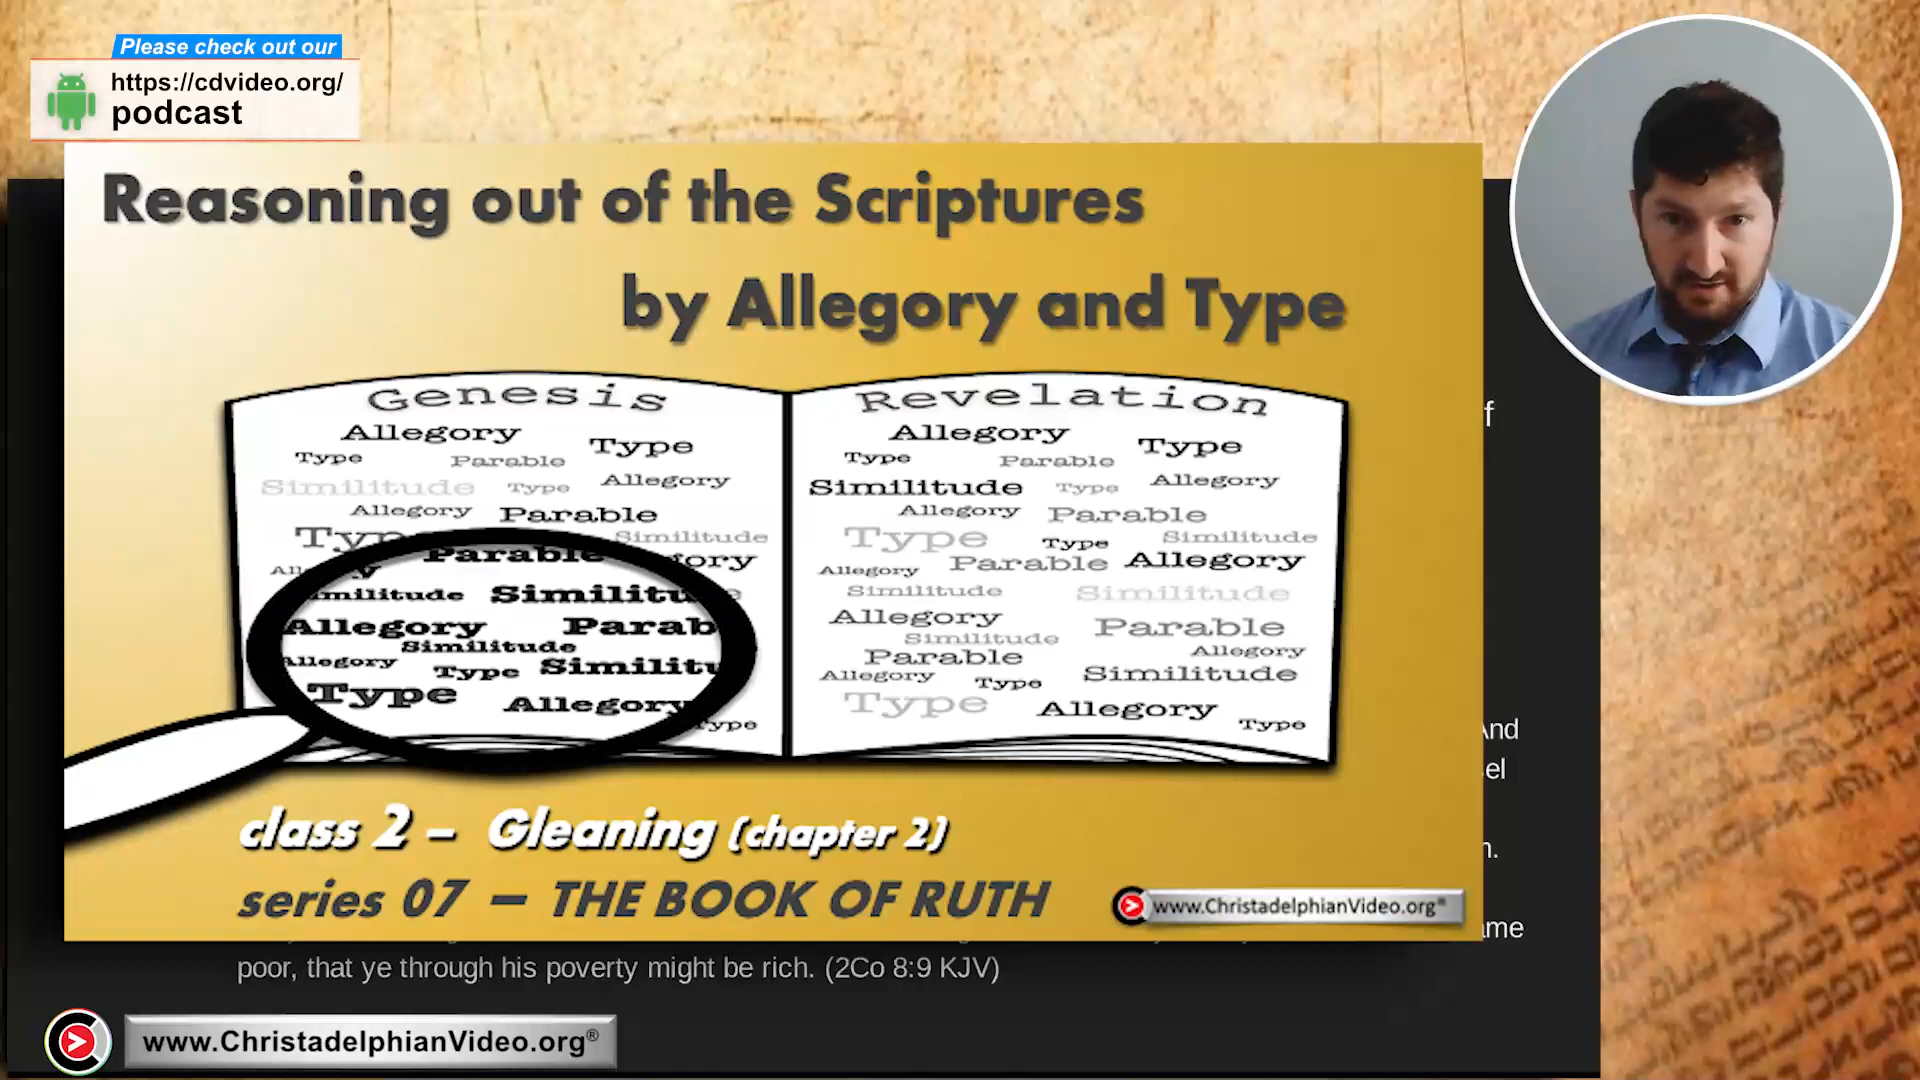 Please check out our
https://cdvideo.org/
podcast
Reasoning out of the Scriptures
by Allegory and Type
Genesis
Allegory
Type
Type Parable
Similitude Type Allegory
Allegory Parable
Similitude
Parable
Similitude
Allegory
Similitude
Allegory Type
Type Allegory
Type
Revelation
Allegory
Type
Type Parable
Similitude Type Allegory
Allegory Parable
Type Type Similitude
Allegory Parable Allegory
Similitude Similitude
Allegory Parable
Similitude
Parable Allegory
Allegory Type Similitude
Type Allegory Type
class 2 – Gleaning (chapter 2)
series 07 – THE BOOK OF RUTH
www.ChristadelphianVideo.org®
poor, that ye through his poverty might be rich. (2Co 8:9 KJV)
www.ChristadelphianVideo.org®